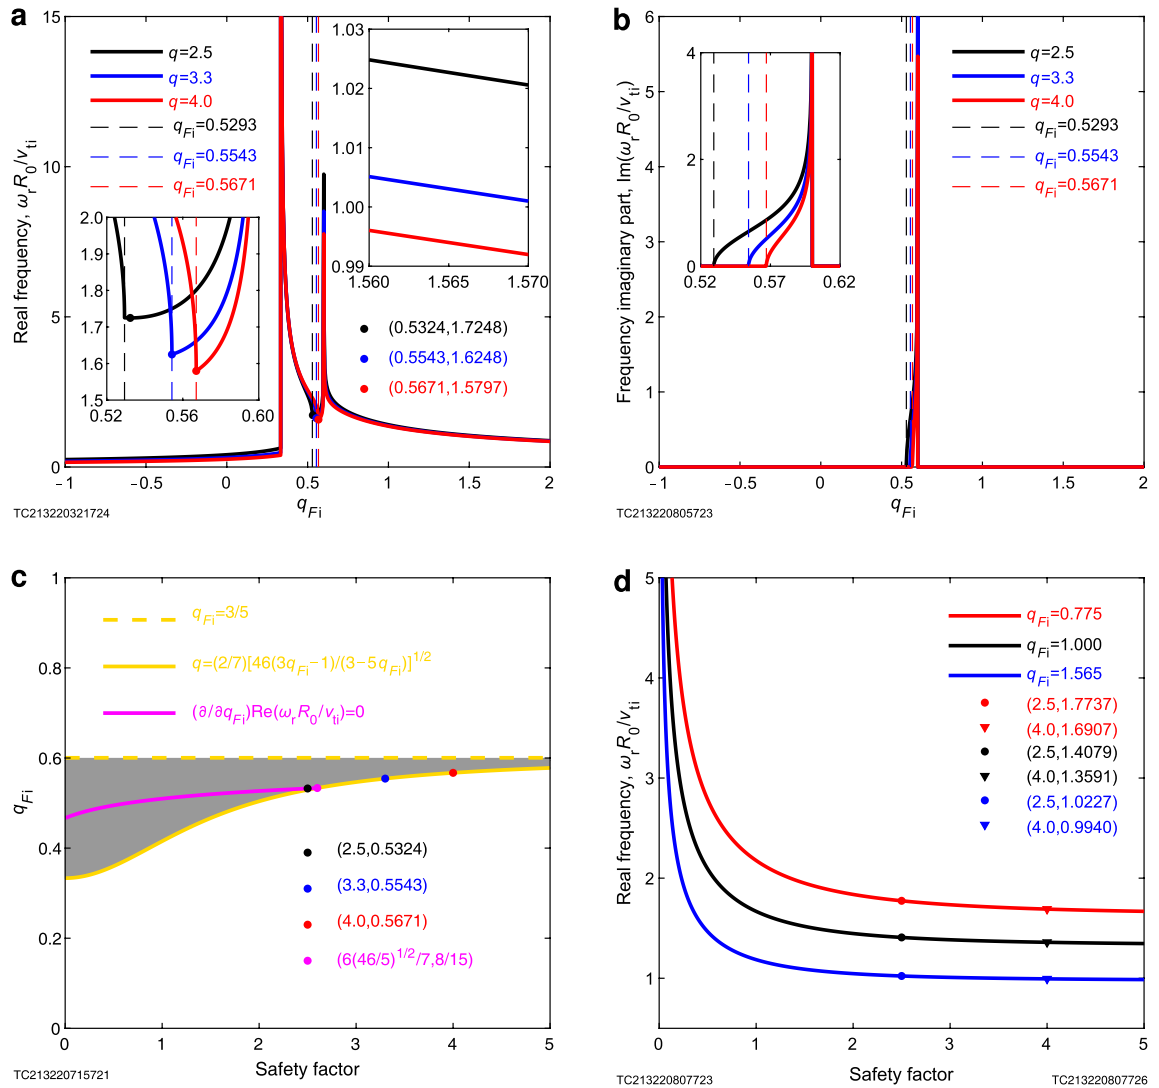 a
15
10
5
0
Real frequency, ω_r R_0/v_ti
q=2.5
q=3.3
q=4.0
q_Fi=0.5293
q_Fi=0.5543
q_Fi=0.5671
1.03
1.02
1.01
1.00
0.99
1.560 1.565 1.570
2.0
1.9
1.8
1.7
1.6
1.5
0.52 0.56 0.60
(0.5324,1.7248)
(0.5543,1.6248)
(0.5671,1.5797)
−1 −0.5 0 0.5 1 1.5 2
q_Fi
TC213220321724
b
6
5
4
3
2
1
0
Frequency imaginary part, Im(ω_r R_0/v_ti)
4
2
0
0.52 0.57 0.62
q=2.5
q=3.3
q=4.0
q_Fi=0.5293
q_Fi=0.5543
q_Fi=0.5671
−1 −0.5 0 0.5 1 1.5 2
q_Fi
TC213220805723
c
1
0.8
0.6
0.4
0.2
0
q_Fi
q_Fi=3/5
q=(2/7)[46(3q_Fi−1)/(3−5q_Fi)]^1/2
(∂/∂q_Fi)Re(ω_r R_0/v_ti)=0
(2.5,0.5324)
(3.3,0.5543)
(4.0,0.5671)
(6(46/5)^1/2/7,8/15)
0 1 2 3 4 5
Safety factor
TC213220715721
d
5
4
3
2
1
0
Real frequency, ω_r R_0/v_ti
q_Fi=0.775
q_Fi=1.000
q_Fi=1.565
(2.5,1.7737)
(4.0,1.6907)
(2.5,1.4079)
(4.0,1.3591)
(2.5,1.0227)
(4.0,0.9940)
0 1 2 3 4 5
Safety factor
TC213220807723
TC213220807726